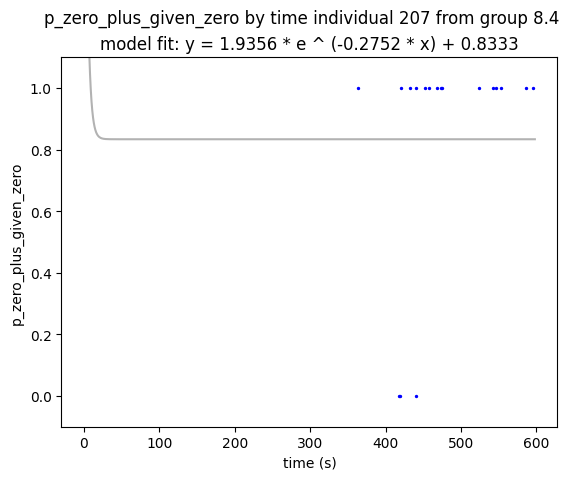 p_zero_plus_given_zero by time individual 207 from group 8.4
model fit: y = 1.9356 * e ^ (-0.2752 * x) + 0.8333
1.0
0.8
0.6
0.4
0.2
0.0
p_zero_plus_given_zero
0 100 200 300 400 500 600
time (s)